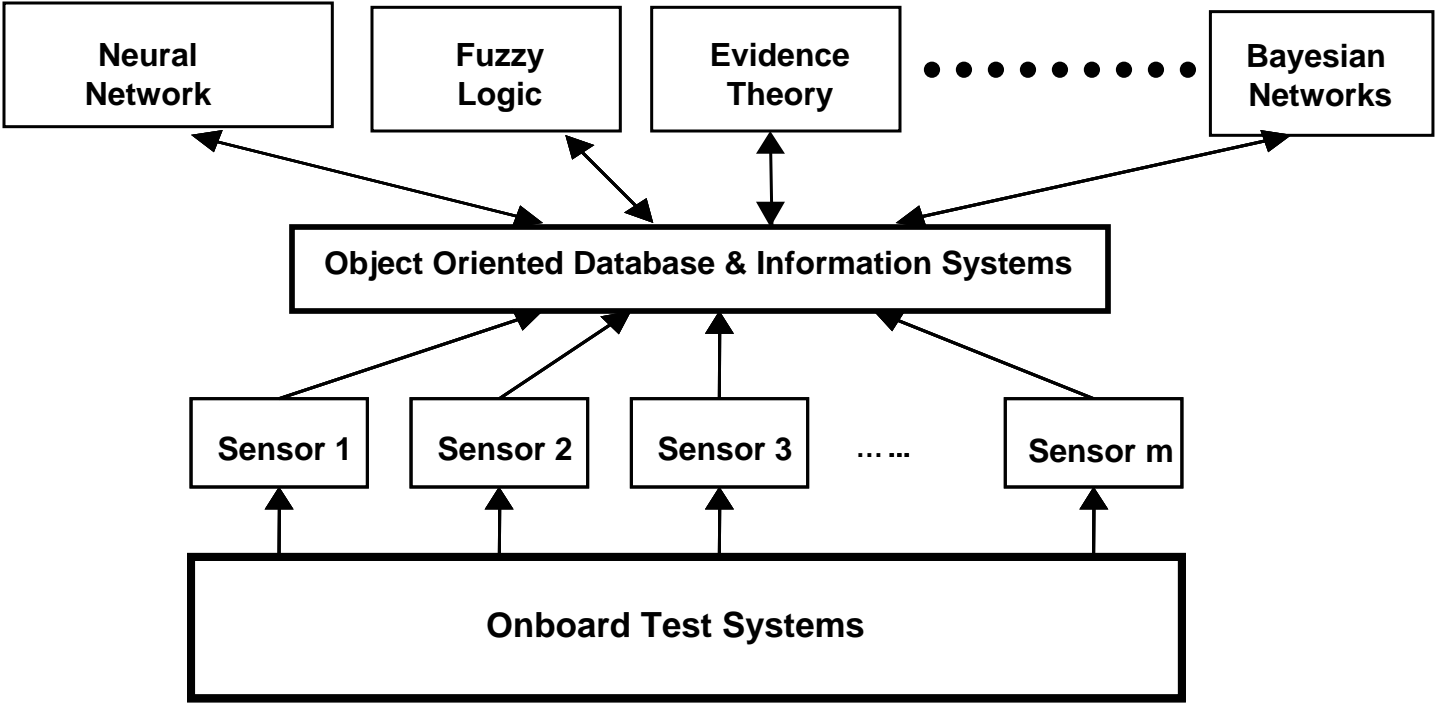 Neural
Network
Fuzzy
Logic
Evidence
Theory
Bayesian
Networks
Object Oriented Database & Information Systems
Sensor 1
Sensor 2
Sensor 3
... ...
Sensor m
Onboard Test Systems